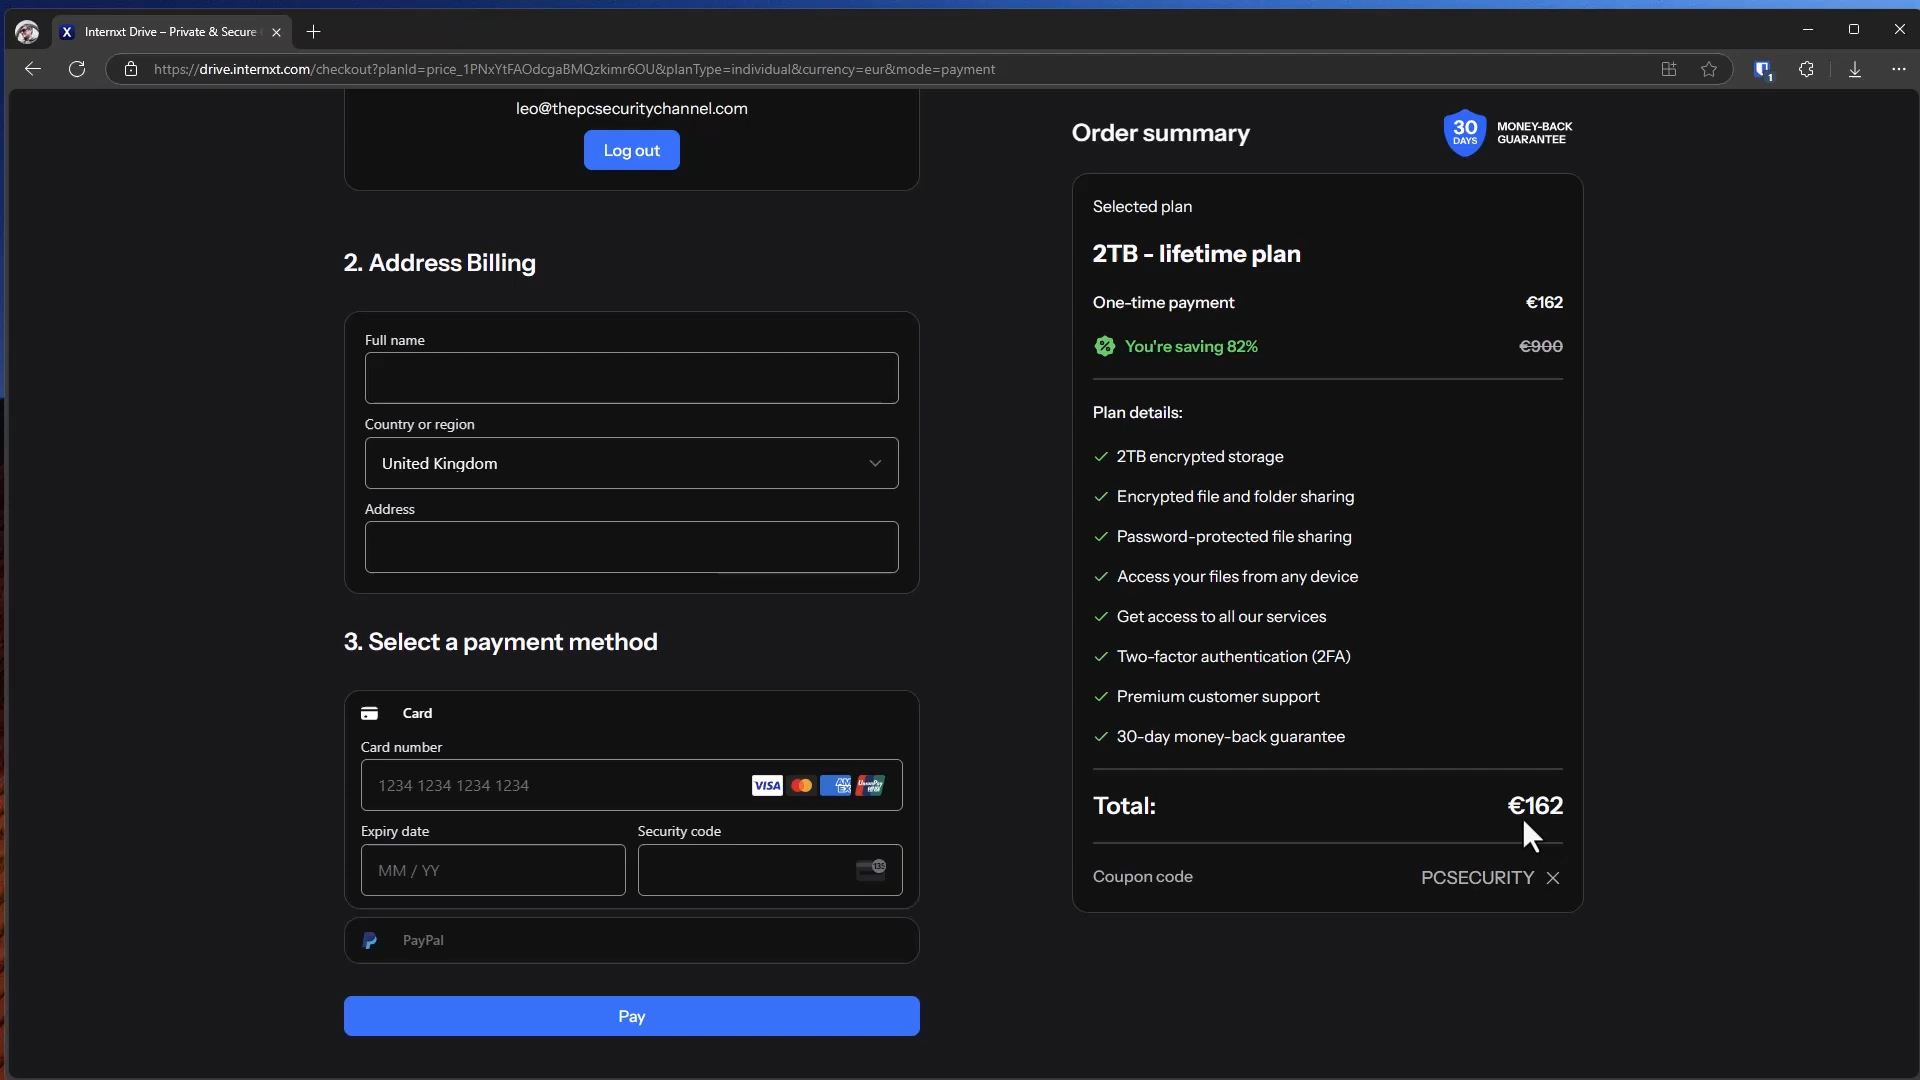 Internxt Drive – Private & Secure
https://drive.internxt.com/checkout?planId=price_1PNxYtFAOdcgaBMQzkimr6OU&planType=individual&currency=eur&mode=payment
leo@thepcsecuritychannel.com
Log out
2. Address Billing
Full name
Country or region
United Kingdom
Address
3. Select a payment method
Card
Card number
1234 1234 1234 1234
VISA
AM
EX
UnionPay
Expiry date
Security code
MM / YY
135
PayPal
Pay
Order summary
30
DAYS
MONEY-BACK
GUARANTEE
Selected plan
2TB - lifetime plan
One-time payment €162
You're saving 82% €900
Plan details:
2TB encrypted storage
Encrypted file and folder sharing
Password-protected file sharing
Access your files from any device
Get access to all our services
Two-factor authentication (2FA)
Premium customer support
30-day money-back guarantee
Total: €162
Coupon code PCSECURITY